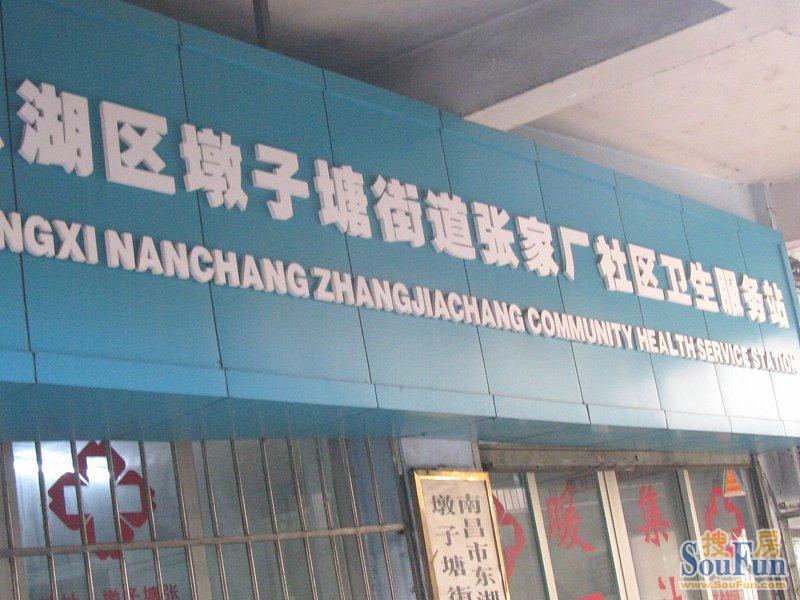 湖区墩子塘街道张家厂社区卫生服务站
NGXI NANCHANG ZHANGJIACHANG COMMUNITY HEALTH SERVICE STATION
南昌市东湖
墩子塘街
暖集
搜房
SouFun
www.SouFun.com